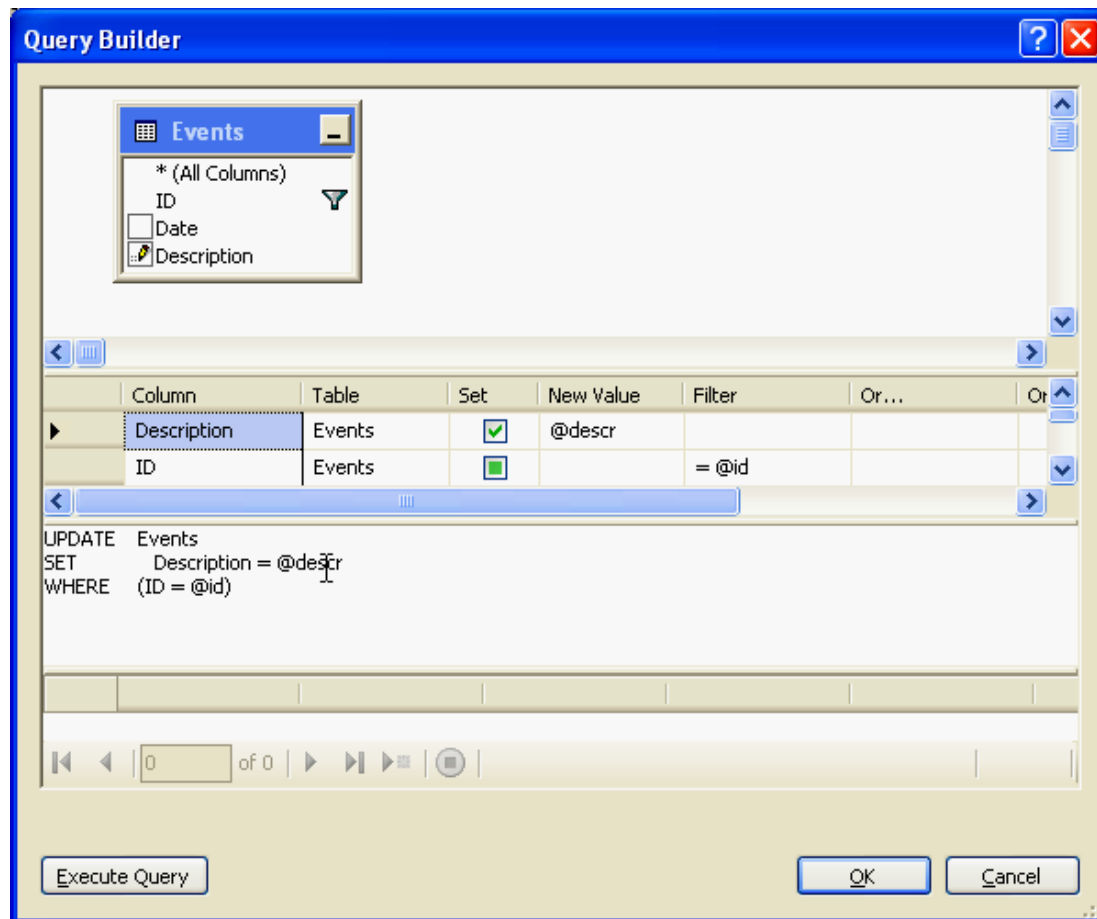 Query Builder
Events
* (All Columns)
ID
Date
Description
Column Table Set New Value Filter Or... Or
Description Events @descr
ID Events = @id
UPDATE Events
SET Description = @descr
WHERE (ID = @id)
0 of 0
Execute Query OK Cancel